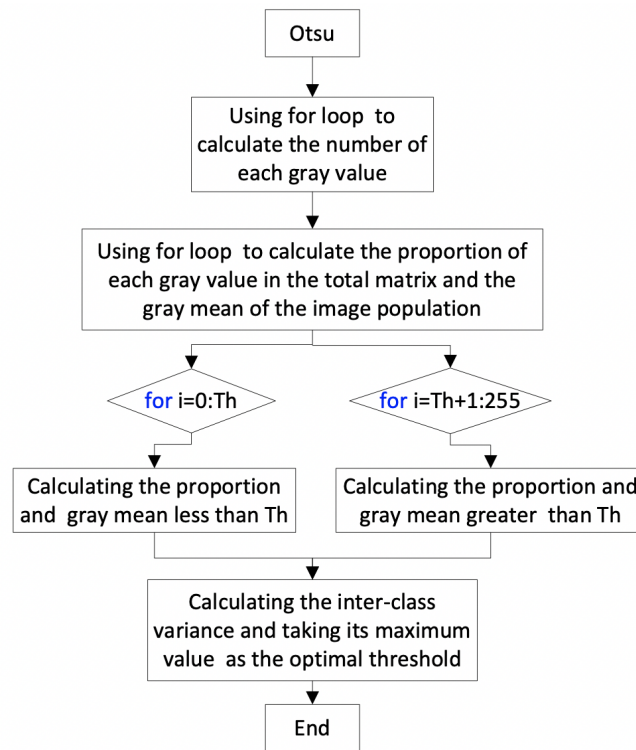 Otsu
Using for loop to
calculate the number of
each gray value
Using for loop to calculate the proportion of
each gray value in the total matrix and the
gray mean of the image population
for i=0:Th
for i=Th+1:255
Calculating the proportion
and gray mean less than Th
Calculating the proportion and
gray mean greater than Th
Calculating the inter-class
variance and taking its maximum
value as the optimal threshold
End